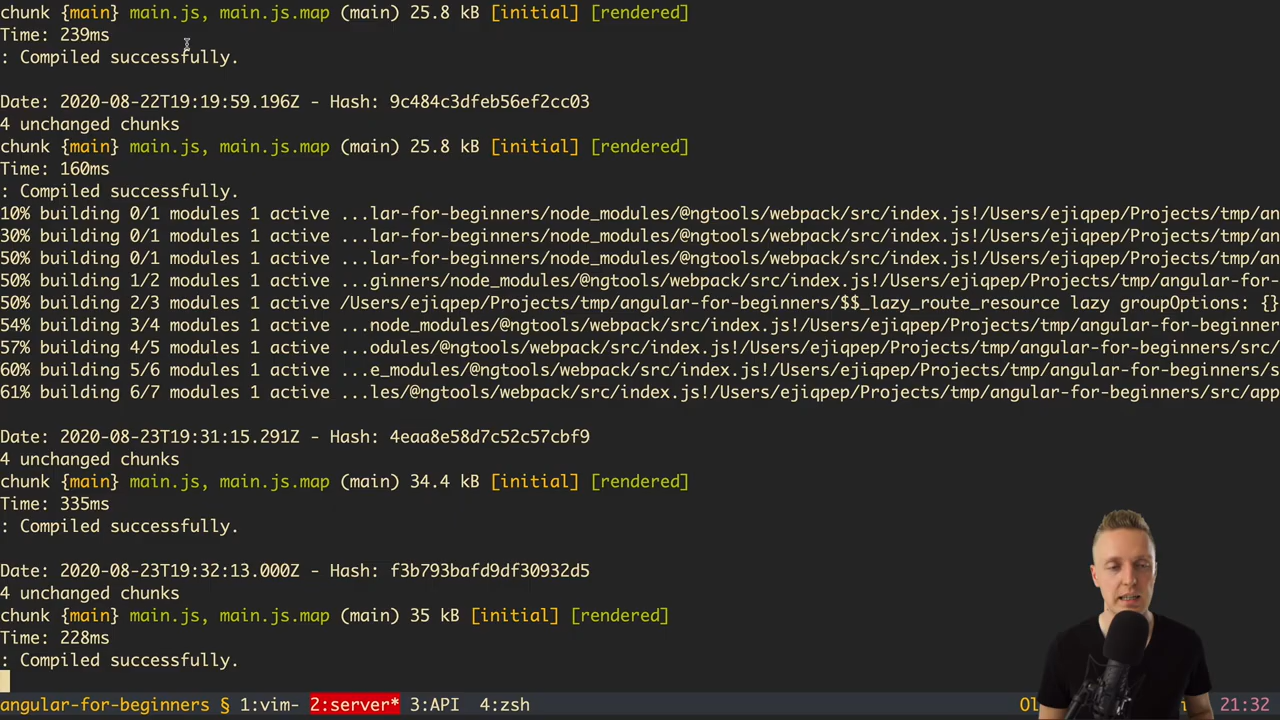 chunk {main} main.js, main.js.map (main) 25.8 kB [initial] [rendered]
Time: 239ms
: Compiled successfully.
Date: 2020-08-22T19:19:59.196Z - Hash: 9c484c3dfeb56ef2cc03
4 unchanged chunks
chunk {main} main.js, main.js.map (main) 25.8 kB [initial] [rendered]
Time: 160ms
: Compiled successfully.
10% building 0/1 modules 1 active ...lar-for-beginners/node_modules/@ngtools/webpack/src/index.js!/Users/ejiqpep/Projects/tmp/an
30% building 0/1 modules 1 active ...lar-for-beginners/node_modules/@ngtools/webpack/src/index.js!/Users/ejiqpep/Projects/tmp/an
50% building 0/1 modules 1 active ...lar-for-beginners/node_modules/@ngtools/webpack/src/index.js!/Users/ejiqpep/Projects/tmp/an
50% building 1/2 modules 1 active ...ginners/node_modules/@ngtools/webpack/src/index.js!/Users/ejiqpep/Projects/tmp/angular-for-
50% building 2/3 modules 1 active /Users/ejiqpep/Projects/tmp/angular-for-beginners/$$_lazy_route_resource lazy groupOptions: {}
54% building 3/4 modules 1 active ...node_modules/@ngtools/webpack/src/index.js!/Users/ejiqpep/Projects/tmp/angular-for-beginner
57% building 4/5 modules 1 active ...odules/@ngtools/webpack/src/index.js!/Users/ejiqpep/Projects/tmp/angular-for-beginners/src/
60% building 5/6 modules 1 active ...e_modules/@ngtools/webpack/src/index.js!/Users/ejiqpep/Projects/tmp/angular-for-beginners/s
61% building 6/7 modules 1 active ...les/@ngtools/webpack/src/index.js!/Users/ejiqpep/Projects/tmp/angular-for-beginners/src/app
Date: 2020-08-23T19:31:15.291Z - Hash: 4eaa8e58d7c52c57cbf9
4 unchanged chunks
chunk {main} main.js, main.js.map (main) 34.4 kB [initial] [rendered]
Time: 335ms
: Compiled successfully.
Date: 2020-08-23T19:32:13.000Z - Hash: f3b793bafd9df30932d5
4 unchanged chunks
chunk {main} main.js, main.js.map (main) 35 kB [initial] [rendered]
Time: 228ms
: Compiled successfully.
angular-for-beginners § 1:vim- 2:server* 3:API 4:zsh 21:32